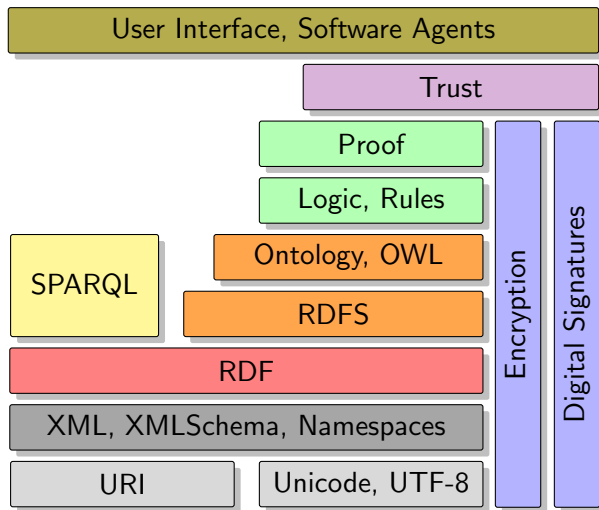 User Interface, Software Agents
Trust
Proof
Logic, Rules
Ontology, OWL
SPARQL
RDFS
RDF
XML, XMLSchema, Namespaces
URI
Unicode, UTF-8
Encryption
Digital Signatures